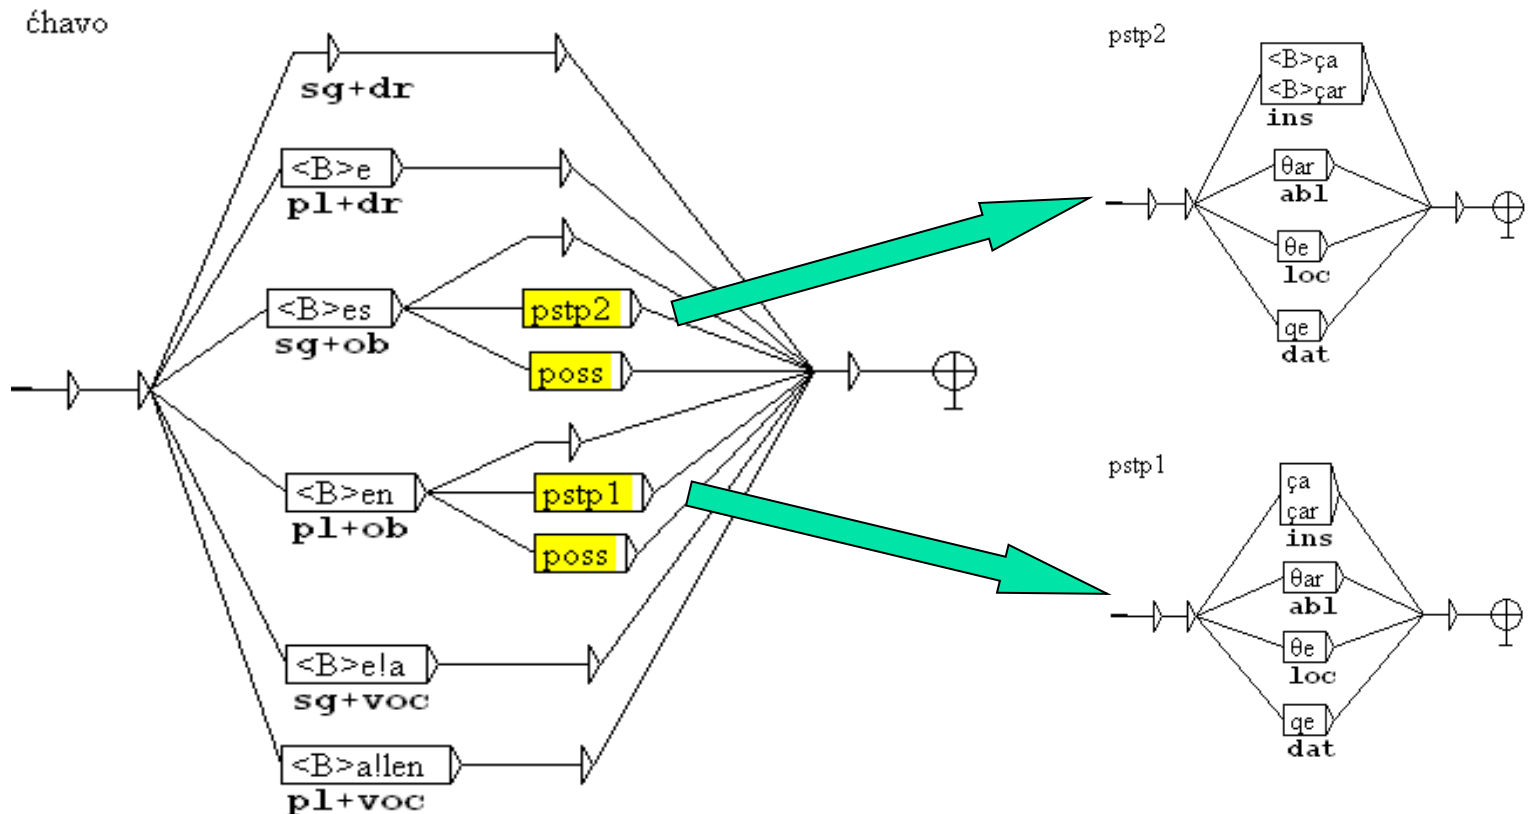 ćhavo
sg+dr
<B>e
pl+dr
<B>es
sg+ob
pstp2
poss
<B>en
pl+ob
pstp1
poss
<B>e!a
sg+voc
<B>a!len
pl+voc
pstp2
<B>ça
<B>çar
ins
θar
abl
θe
loc
qe
dat
pstp1
ça
çar
ins
θar
abl
θe
loc
qe
dat